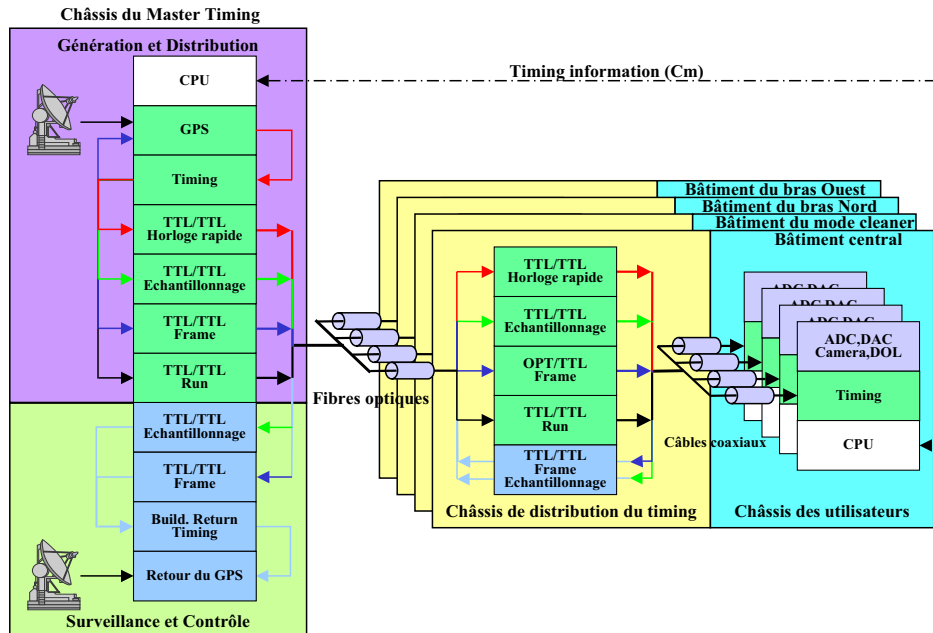 Châssis du Master Timing
Génération et Distribution
CPU
GPS
Timing
TTL/TTL
Horloge rapide
TTL/TTL
Echantillonnage
TTL/TTL
Frame
TTL/TTL
Run
TTL/TTL
Echantillonnage
TTL/TTL
Frame
Build. Return
Timing
Retour du GPS
Surveillance et Contrôle
Timing information (Cm)
Fibres optiques
Bâtiment du bras Ouest
Bâtiment du bras Nord
Bâtiment du mode cleaner
Bâtiment central
TTL/TTL
Horloge rapide
TTL/TTL
Echantillonnage
OPT/TTL
Frame
TTL/TTL
Run
TTL/TTL
Frame
Echantillonnage
Châssis de distribution du timing
Câbles coaxiaux
ADC,DAC
ADC,DAC
ADC,DAC
ADC,DAC
Camera,DOL
Timing
CPU
Châssis des utilisateurs